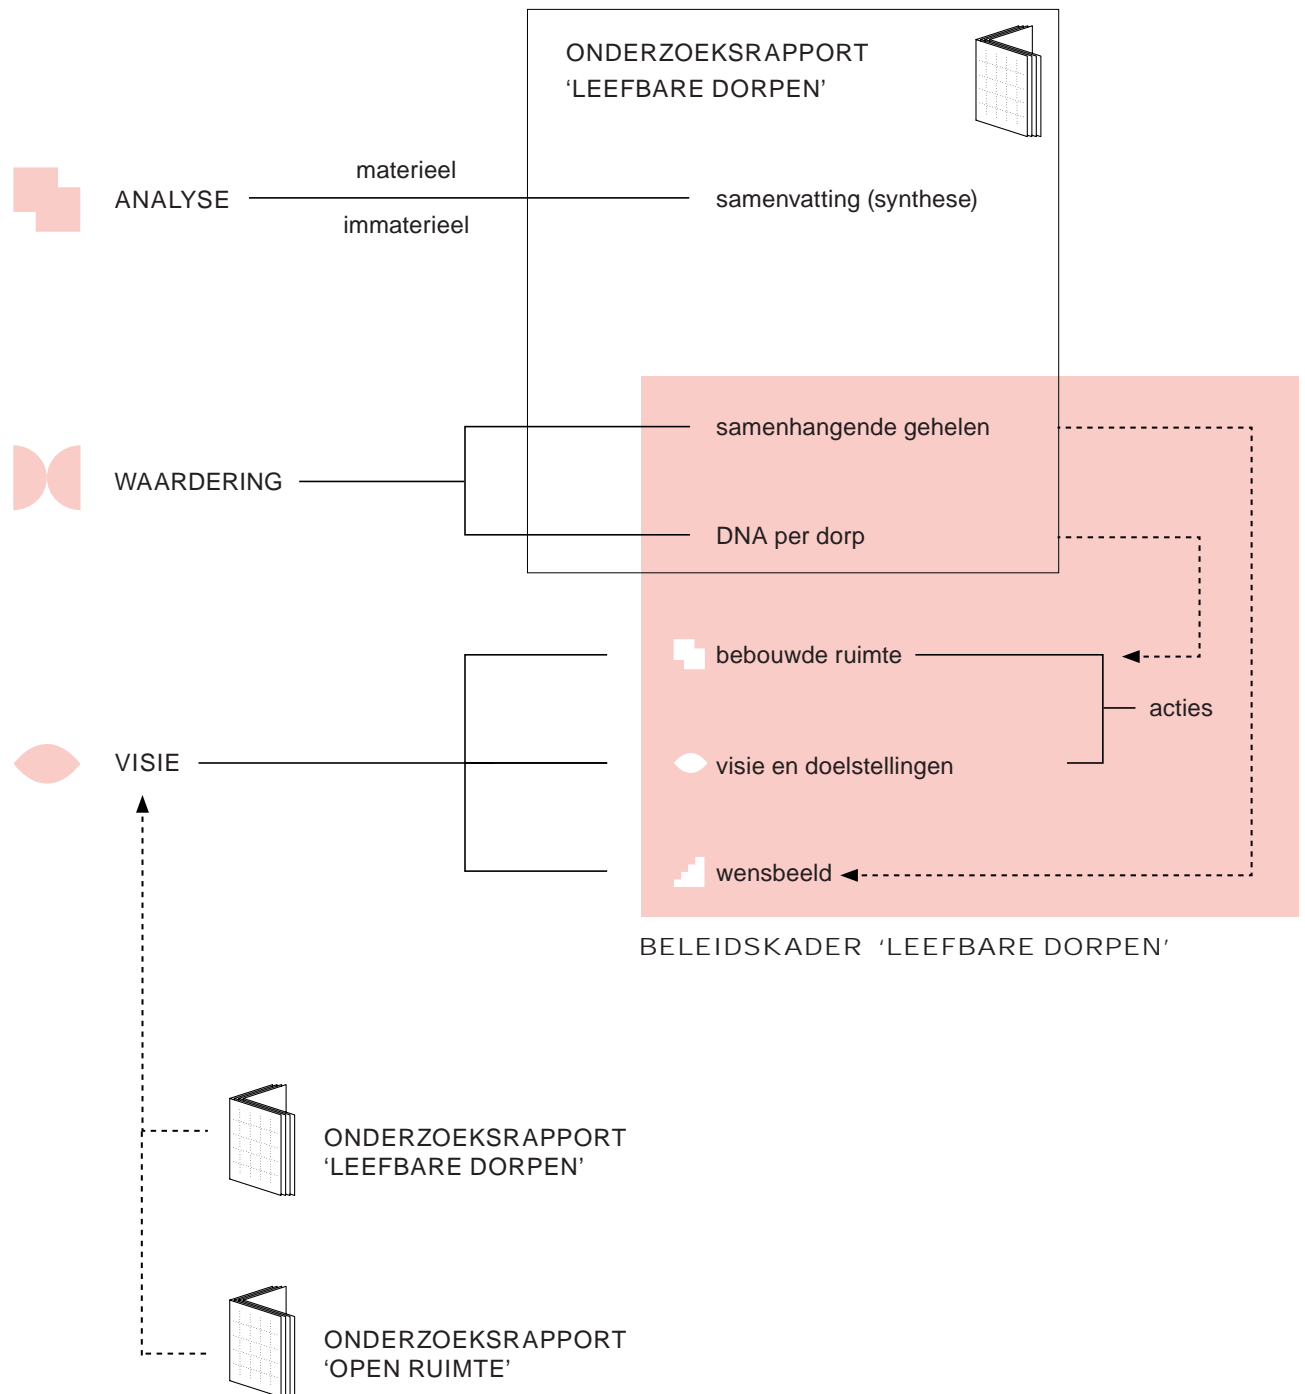 ONDERZOEKSRAPPORT
‘LEEFBARE DORPEN’
materieel
ANALYSE
samenvatting (synthese)
immaterieel
samenhangende gehelen
WAARDERING
DNA per dorp
bebouwde ruimte
acties
VISIE
visie en doelstellingen
wensbeeld
BELEIDSKADER ‘LEEFBARE DORPEN’
ONDERZOEKSRAPPORT
‘LEEFBARE DORPEN’
ONDERZOEKSRAPPORT
‘OPEN RUIMTE’